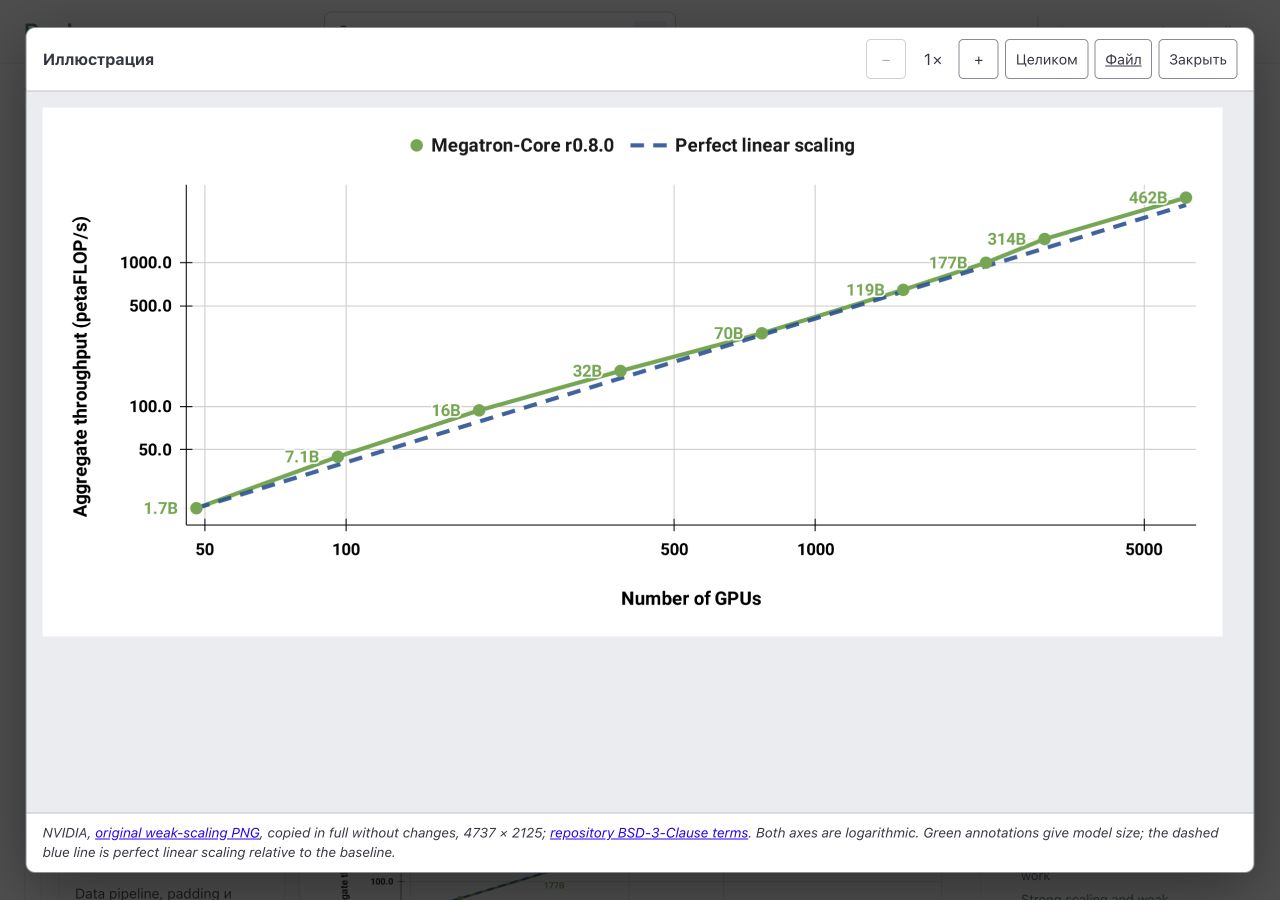 Иллюстрация
− 1× + Целиком Файл Закрыть
Megatron-Core r0.8.0 Perfect linear scaling
Aggregate throughput (petaFLOP/s)
1000.0
500.0
100.0
50.0
462B
314B
177B
119B
70B
32B
16B
7.1B
1.7B
50 100 500 1000 5000
Number of GPUs
NVIDIA, original weak-scaling PNG, copied in full without changes, 4737 × 2125; repository BSD-3-Clause terms. Both axes are logarithmic. Green annotations give model size; the dashed
blue line is perfect linear scaling relative to the baseline.
Data pipeline, padding и
100.0
177B
work